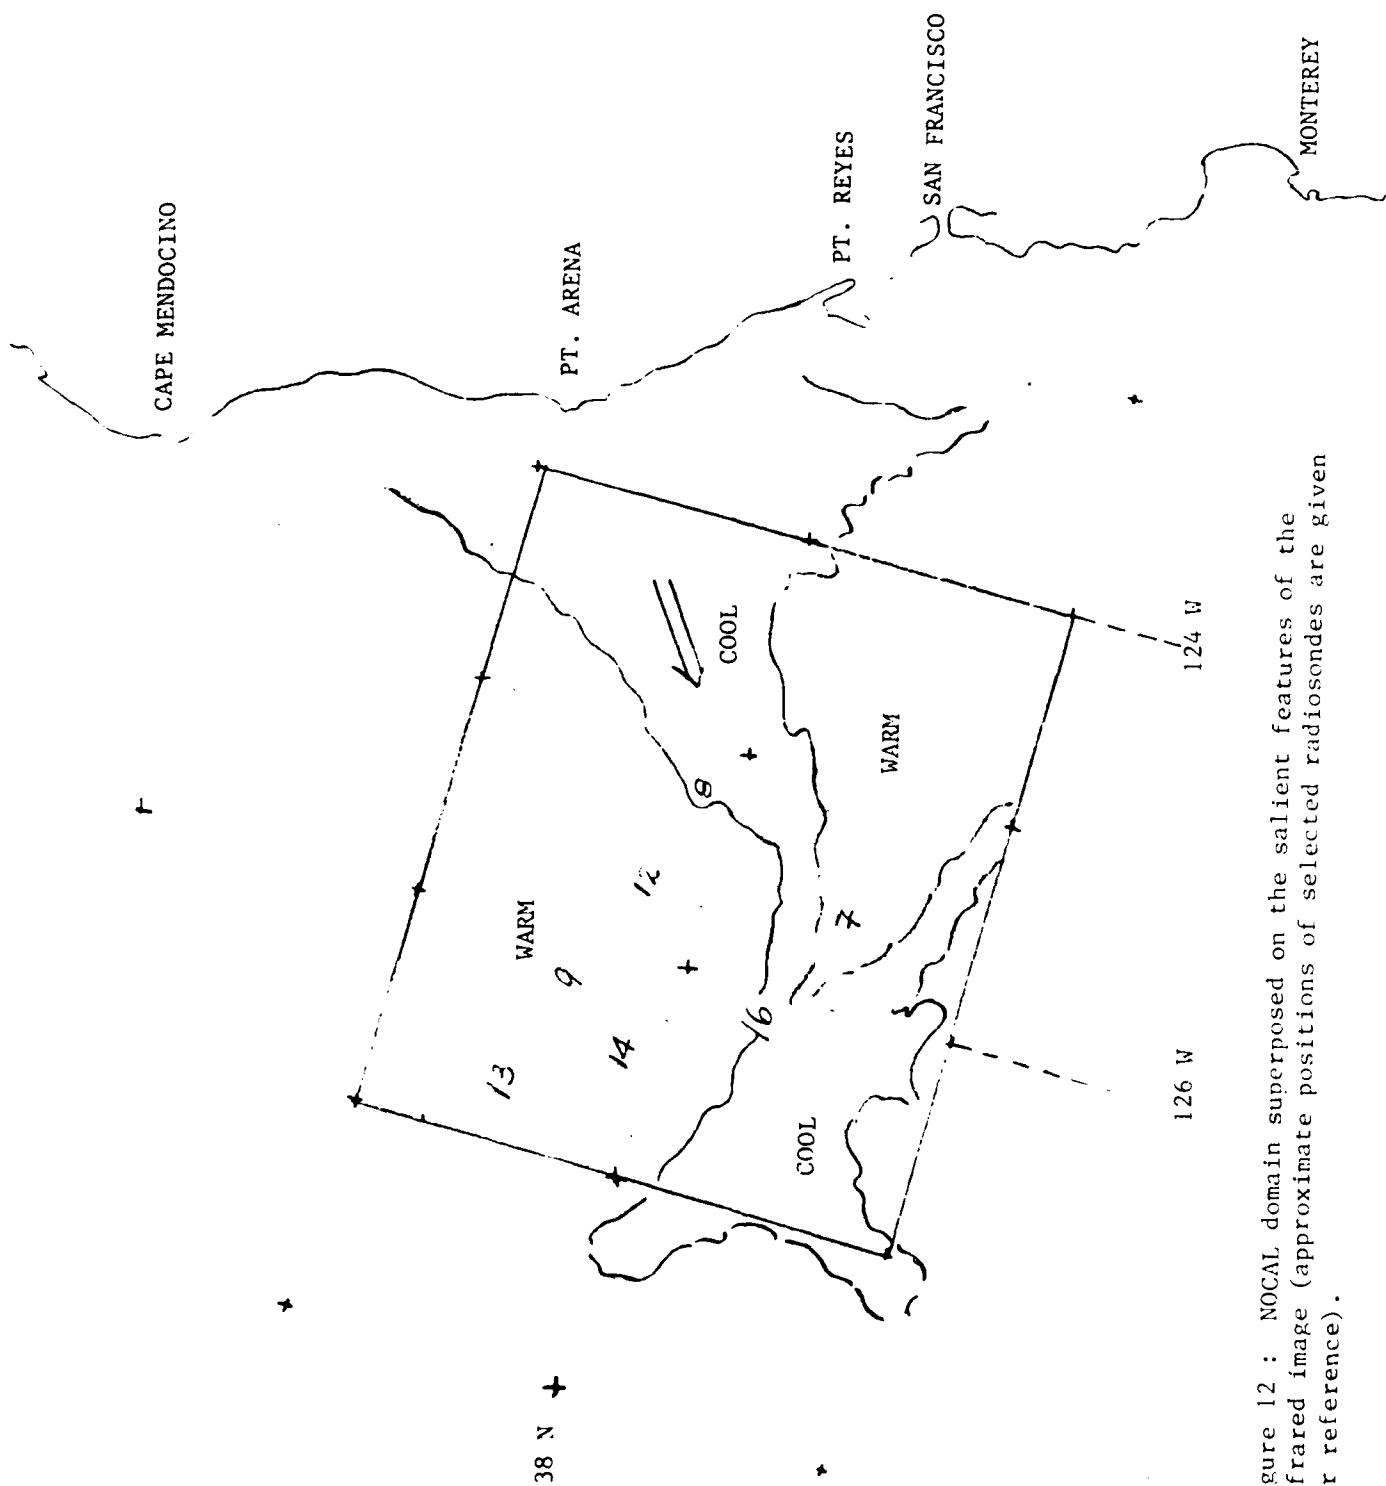 CAPE MENDOCINO
PT. ARENA
PT. REYES
SAN FRANCISCO
MONTEREY
WARM
COOL
8
12
9
13
14
16
7
WARM
COOL
38 N
126 W
124 W
gure 12 : NOCAL domain superposed on the salient features of the
frared image (approximate positions of selected radiosondes are given
r reference).